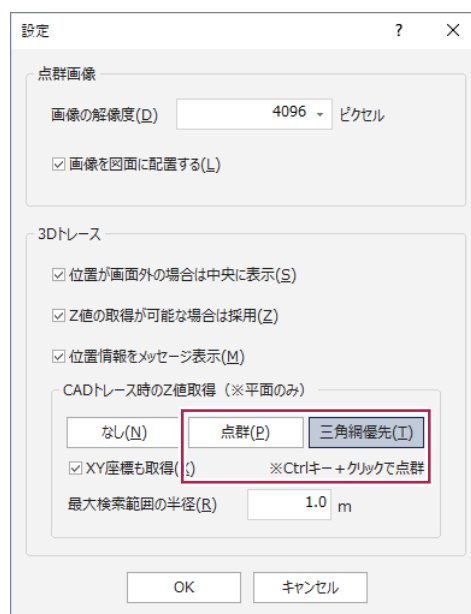 設定 ? ×
点群画像
画像の解像度(D) 4096 ピクセル
画像を図面に配置する(L)
3Dトレース
位置が画面外の場合は中央に表示(S)
Z値の取得が可能な場合は採用(Z)
位置情報をメッセージ表示(M)
CADトレース時のZ値取得（※平面のみ）
なし(N) 点群(P) 三角網優先(T)
XY座標も取得( ) ※Ctrlキー＋クリックで点群
最大検索範囲の半径(R) 1.0 m
OK キャンセル